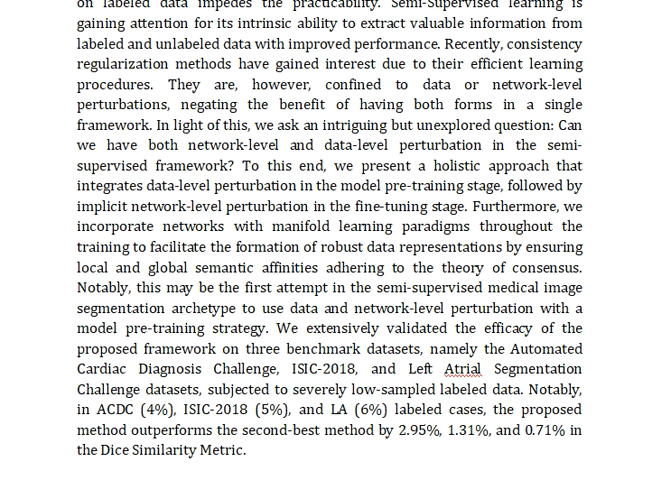 on labeled data impedes the practicability. Semi-Supervised learning is
gaining attention for its intrinsic ability to extract valuable information from
labeled and unlabeled data with improved performance. Recently, consistency
regularization methods have gained interest due to their efficient learning
procedures. They are, however, confined to data or network-level
perturbations, negating the benefit of having both forms in a single
framework. In light of this, we ask an intriguing but unexplored question: Can
we have both network-level and data-level perturbation in the semi-
supervised framework? To this end, we present a holistic approach that
integrates data-level perturbation in the model pre-training stage, followed by
implicit network-level perturbation in the fine-tuning stage. Furthermore, we
incorporate networks with manifold learning paradigms throughout the
training to facilitate the formation of robust data representations by ensuring
local and global semantic affinities adhering to the theory of consensus.
Notably, this may be the first attempt in the semi-supervised medical image
segmentation archetype to use data and network-level perturbation with a
model pre-training strategy. We extensively validated the efficacy of the
proposed framework on three benchmark datasets, namely the Automated
Cardiac Diagnosis Challenge, ISIC-2018, and Left Atrial Segmentation
Challenge datasets, subjected to severely low-sampled labeled data. Notably,
in ACDC (4%), ISIC-2018 (5%), and LA (6%) labeled cases, the proposed
method outperforms the second-best method by 2.95%, 1.31%, and 0.71% in
the Dice Similarity Metric.